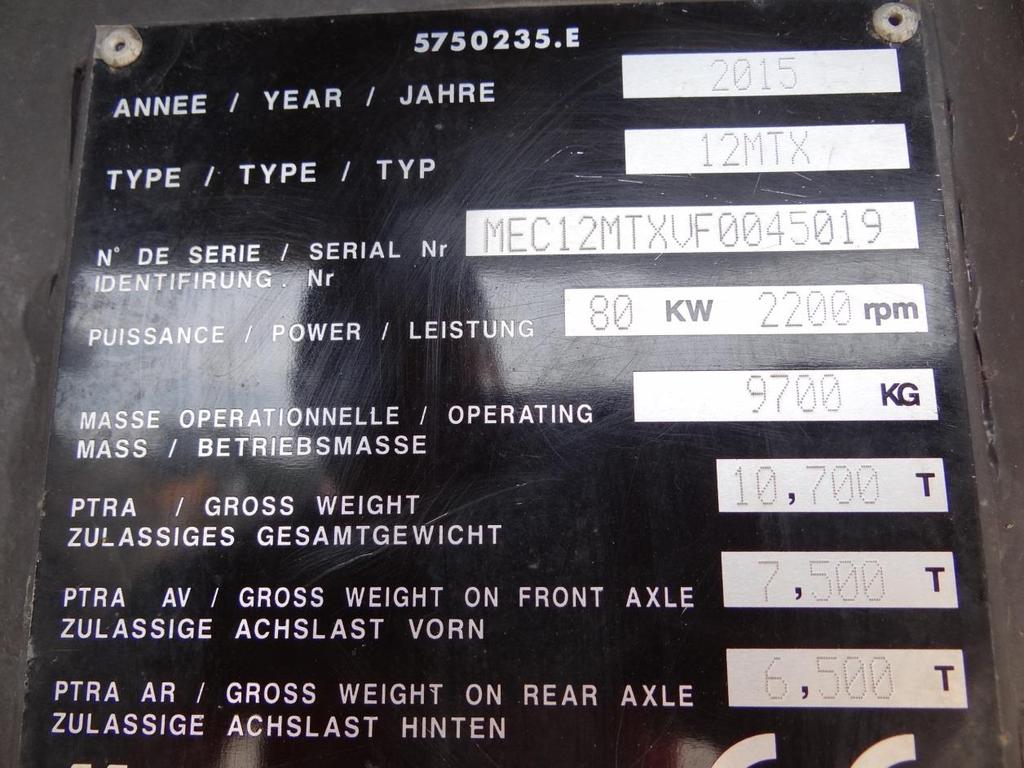 5750235.E
ANNEE / YEAR / JAHRE 2015
TYPE / TYPE / TYP 12MTX
N° DE SERIE / SERIAL Nr MEC12MTXVF0045019
IDENTIFIRUNG. Nr
PUISSANCE / POWER / LEISTUNG 80 KW 2200 rpm
MASSE OPERATIONNELLE / OPERATING 9700 KG
MASS / BETRIEBSMASSE
PTRA / GROSS WEIGHT 10,700 T
ZULASSIGES GESAMTGEWICHT
PTRA AV / GROSS WEIGHT ON FRONT AXLE 7,500 T
ZULASSIGE ACHSLAST VORN
PTRA AR / GROSS WEIGHT ON REAR AXLE 6,500 T
ZULASSIGE ACHSLAST HINTEN